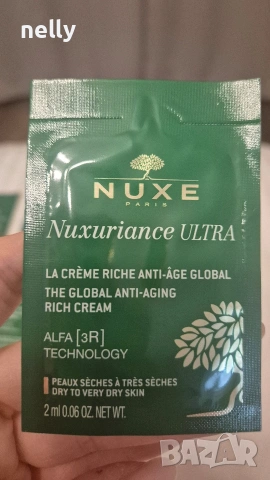 nelly
NUXE
PARIS
Nuxuriance ULTRA
LA CRÈME RICHE ANTI-ÂGE GLOBAL
THE GLOBAL ANTI-AGING
RICH CREAM
ALFA [3R]
TECHNOLOGY
PEAUX SÈCHES À TRÈS SÈCHES
DRY TO VERY DRY SKIN
2 ml 0.06 OZ. NET WT.
BAZAR